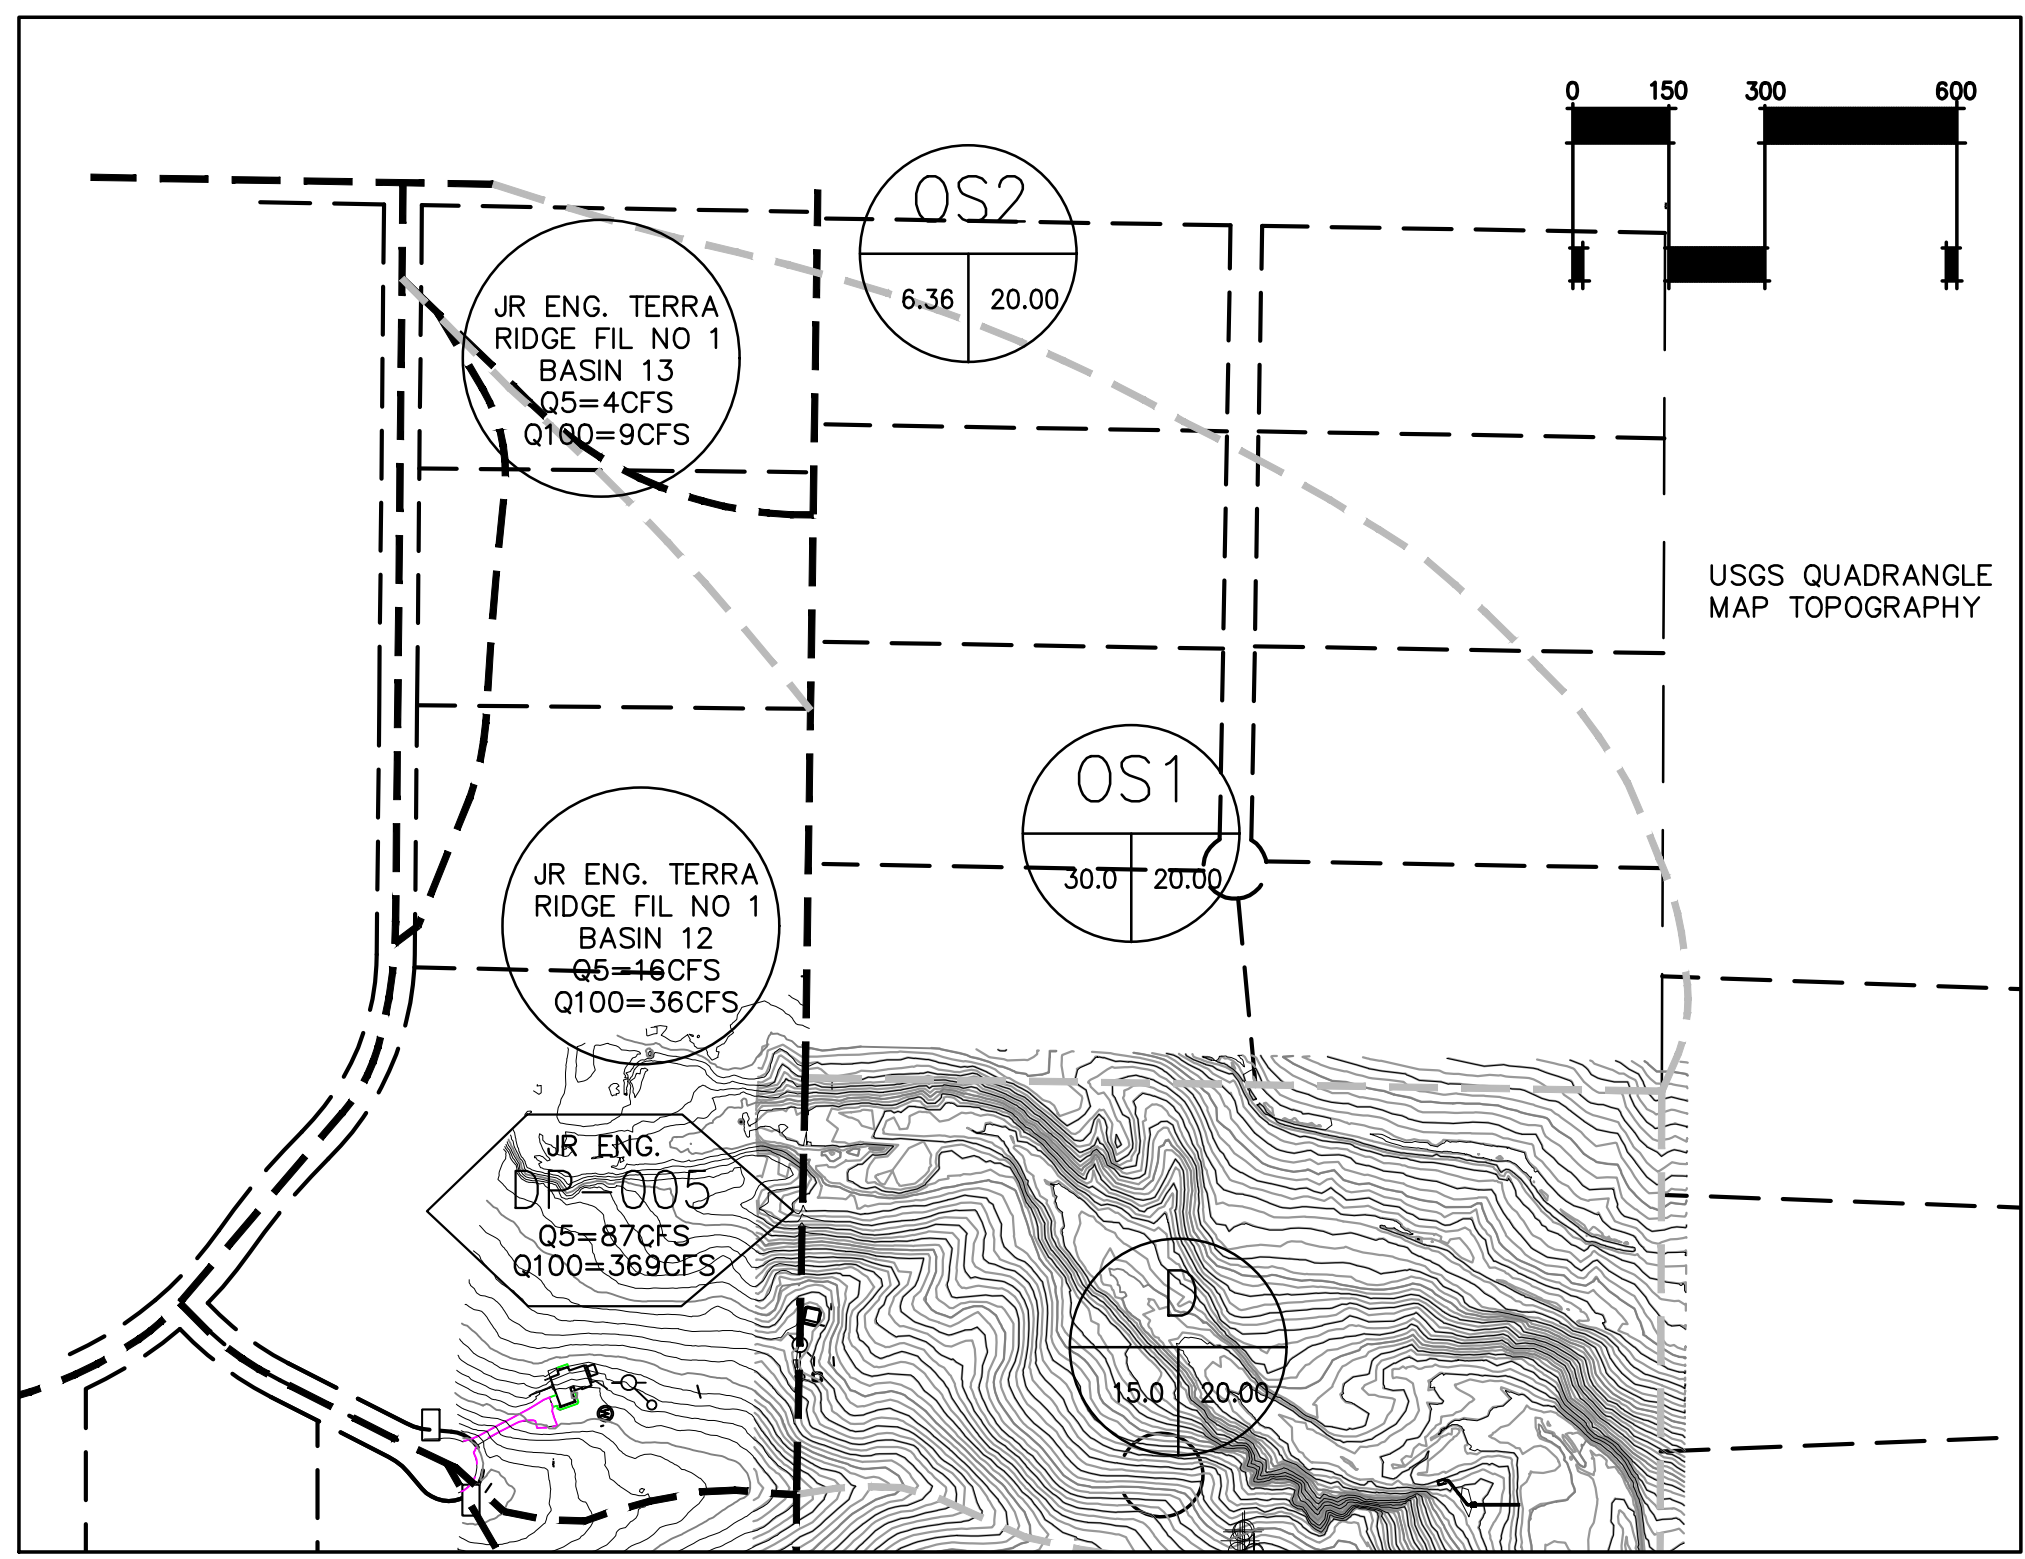 0 150 300 600
OS2
6.36 20.00
JR ENG. TERRA
RIDGE FIL NO 1
BASIN 13
Q5=4CFS
Q100=9CFS
USGS QUADRANGLE
MAP TOPOGRAPHY
OS1
30.0 20.00
JR ENG. TERRA
RIDGE FIL NO 1
BASIN 12
Q5=16CFS
Q100=36CFS
JR ENG.
DP-005
Q5=87CFS
Q100=369CFS
D
15.0 20.00
W